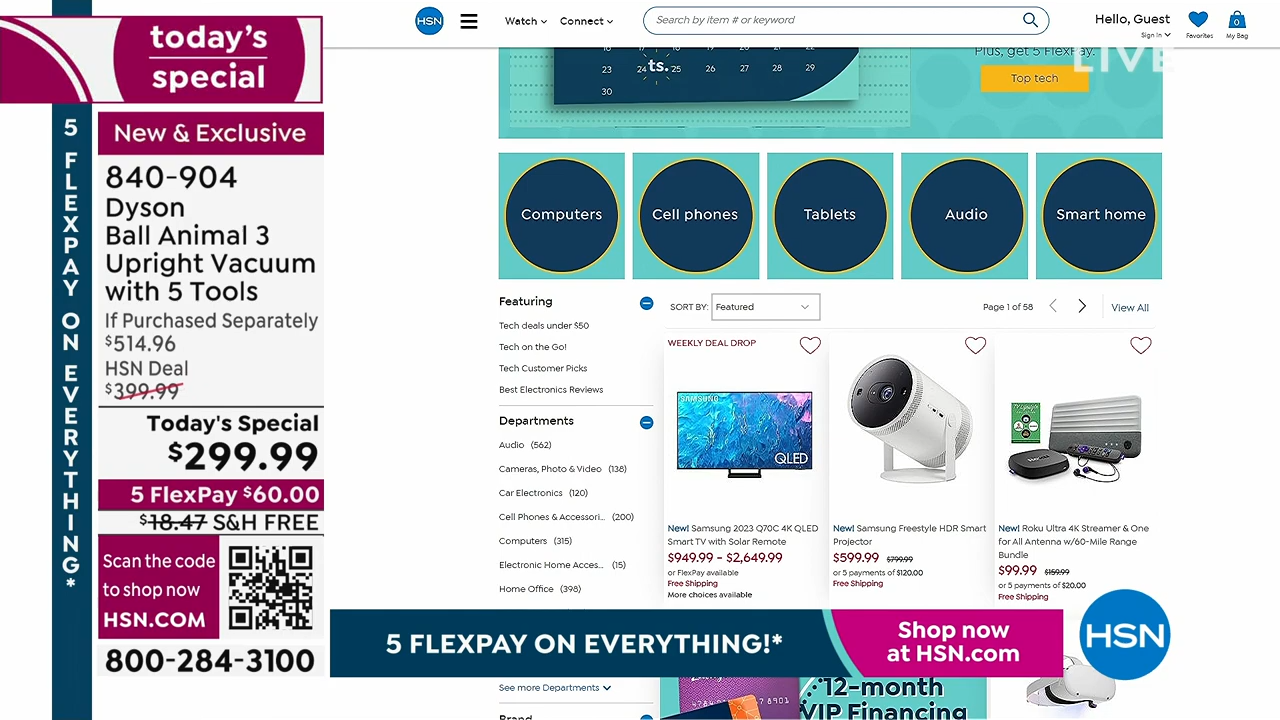 today's
special
5 FLEXPAY ON EVERYTHING*
New & Exclusive
840-904
Dyson
Ball Animal 3
Upright Vacuum
with 5 Tools
If Purchased Separately
$514.96
HSN Deal
$399.99
Today's Special
$299.99
5 FlexPay $60.00
$18.47 S&H FREE
Scan the code
to shop now
HSN.COM
800-284-3100
HSN
Watch
Connect
Search by item # or keyword
Hello, Guest
Sign In
Favorites
0
My Bag
LIVE
Plus, get 5 FlexPay.
Top tech
23 24 25 26 27 28 29
ts.
30
Computers
Cell phones
Tablets
Audio
Smart home
Featuring
Tech deals under $50
Tech on the Go!
Tech Customer Picks
Best Electronics Reviews
Departments
Audio (562)
Cameras, Photo & Video (138)
Car Electronics (120)
Cell Phones & Accessori... (200)
Computers (315)
Electronic Home Acces... (15)
Home Office (398)
See more Departments
Brand
SORT BY: Featured
Page 1 of 58
View All
WEEKLY DEAL DROP
SAMSUNG
QLED
New! Samsung 2023 Q70C 4K QLED
Smart TV with Solar Remote
$949.99 - $2,649.99
or FlexPay available
Free Shipping
More choices available
New! Samsung Freestyle HDR Smart
Projector
$599.99 $799.99
or 5 payments of $120.00
Free Shipping
New! Roku Ultra 4K Streamer & One
for All Antenna w/60-Mile Range
Bundle
$99.99 $159.99
or 5 payments of $20.00
Free Shipping
5 FLEXPAY ON EVERYTHING!*
Shop now
at HSN.com
HSN
12-month
VIP Financing